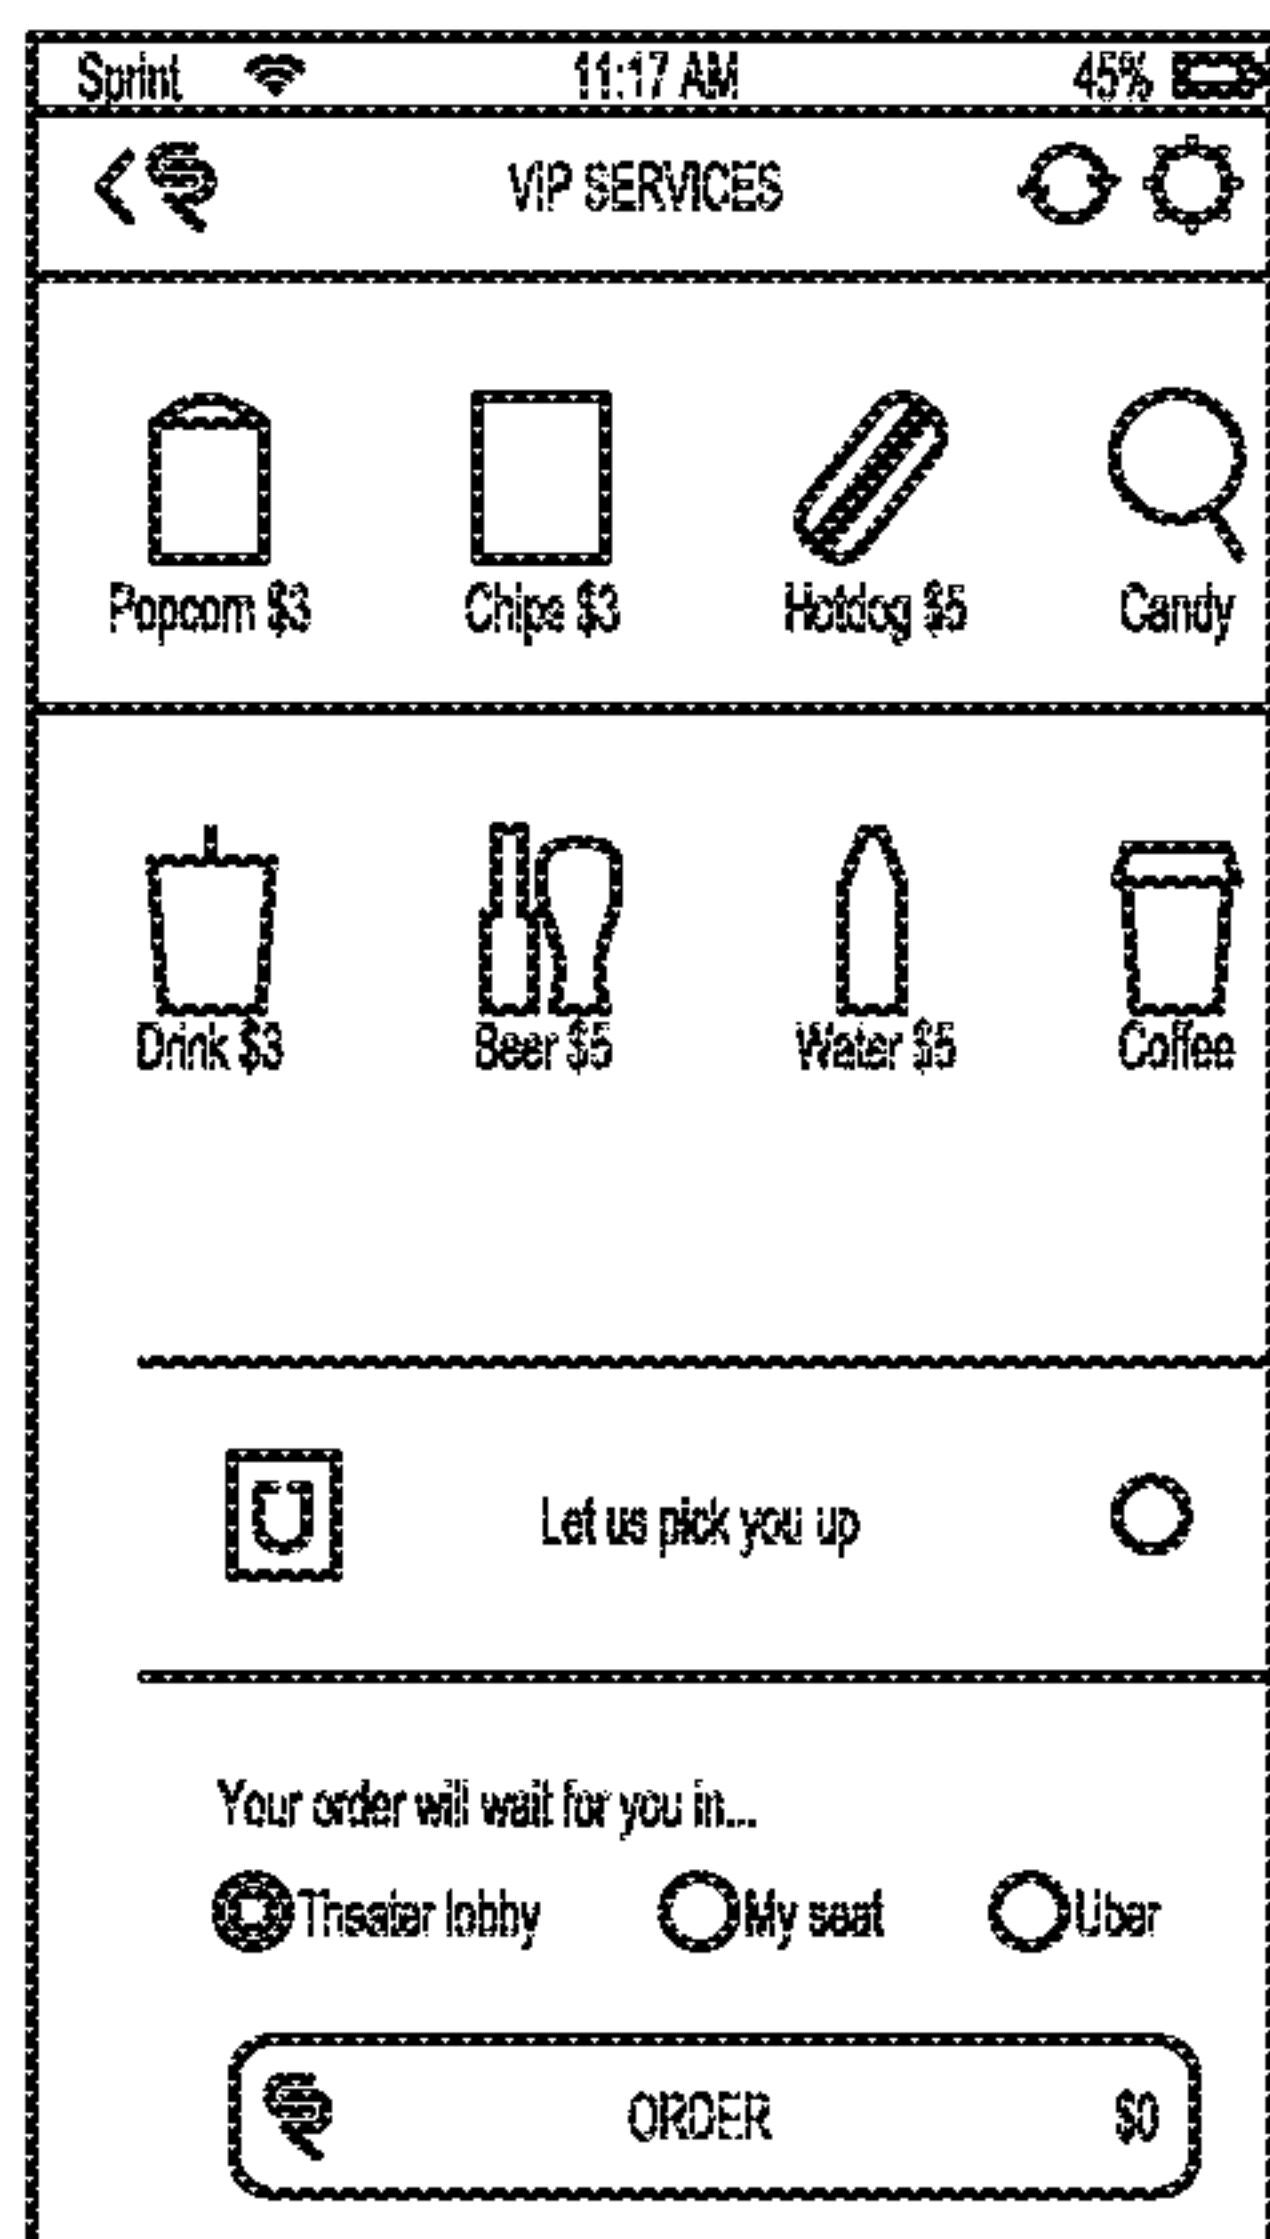 Sprint 11:17 AM 45%
VIP SERVICES
Popcorn $3 Chips $3 Hotdog $5 Candy
Drink $3 Beer $5 Water $5 Coffee
U Let us pick you up
Your order will wait for you in...
Theater lobby My seat Uber
ORDER $0